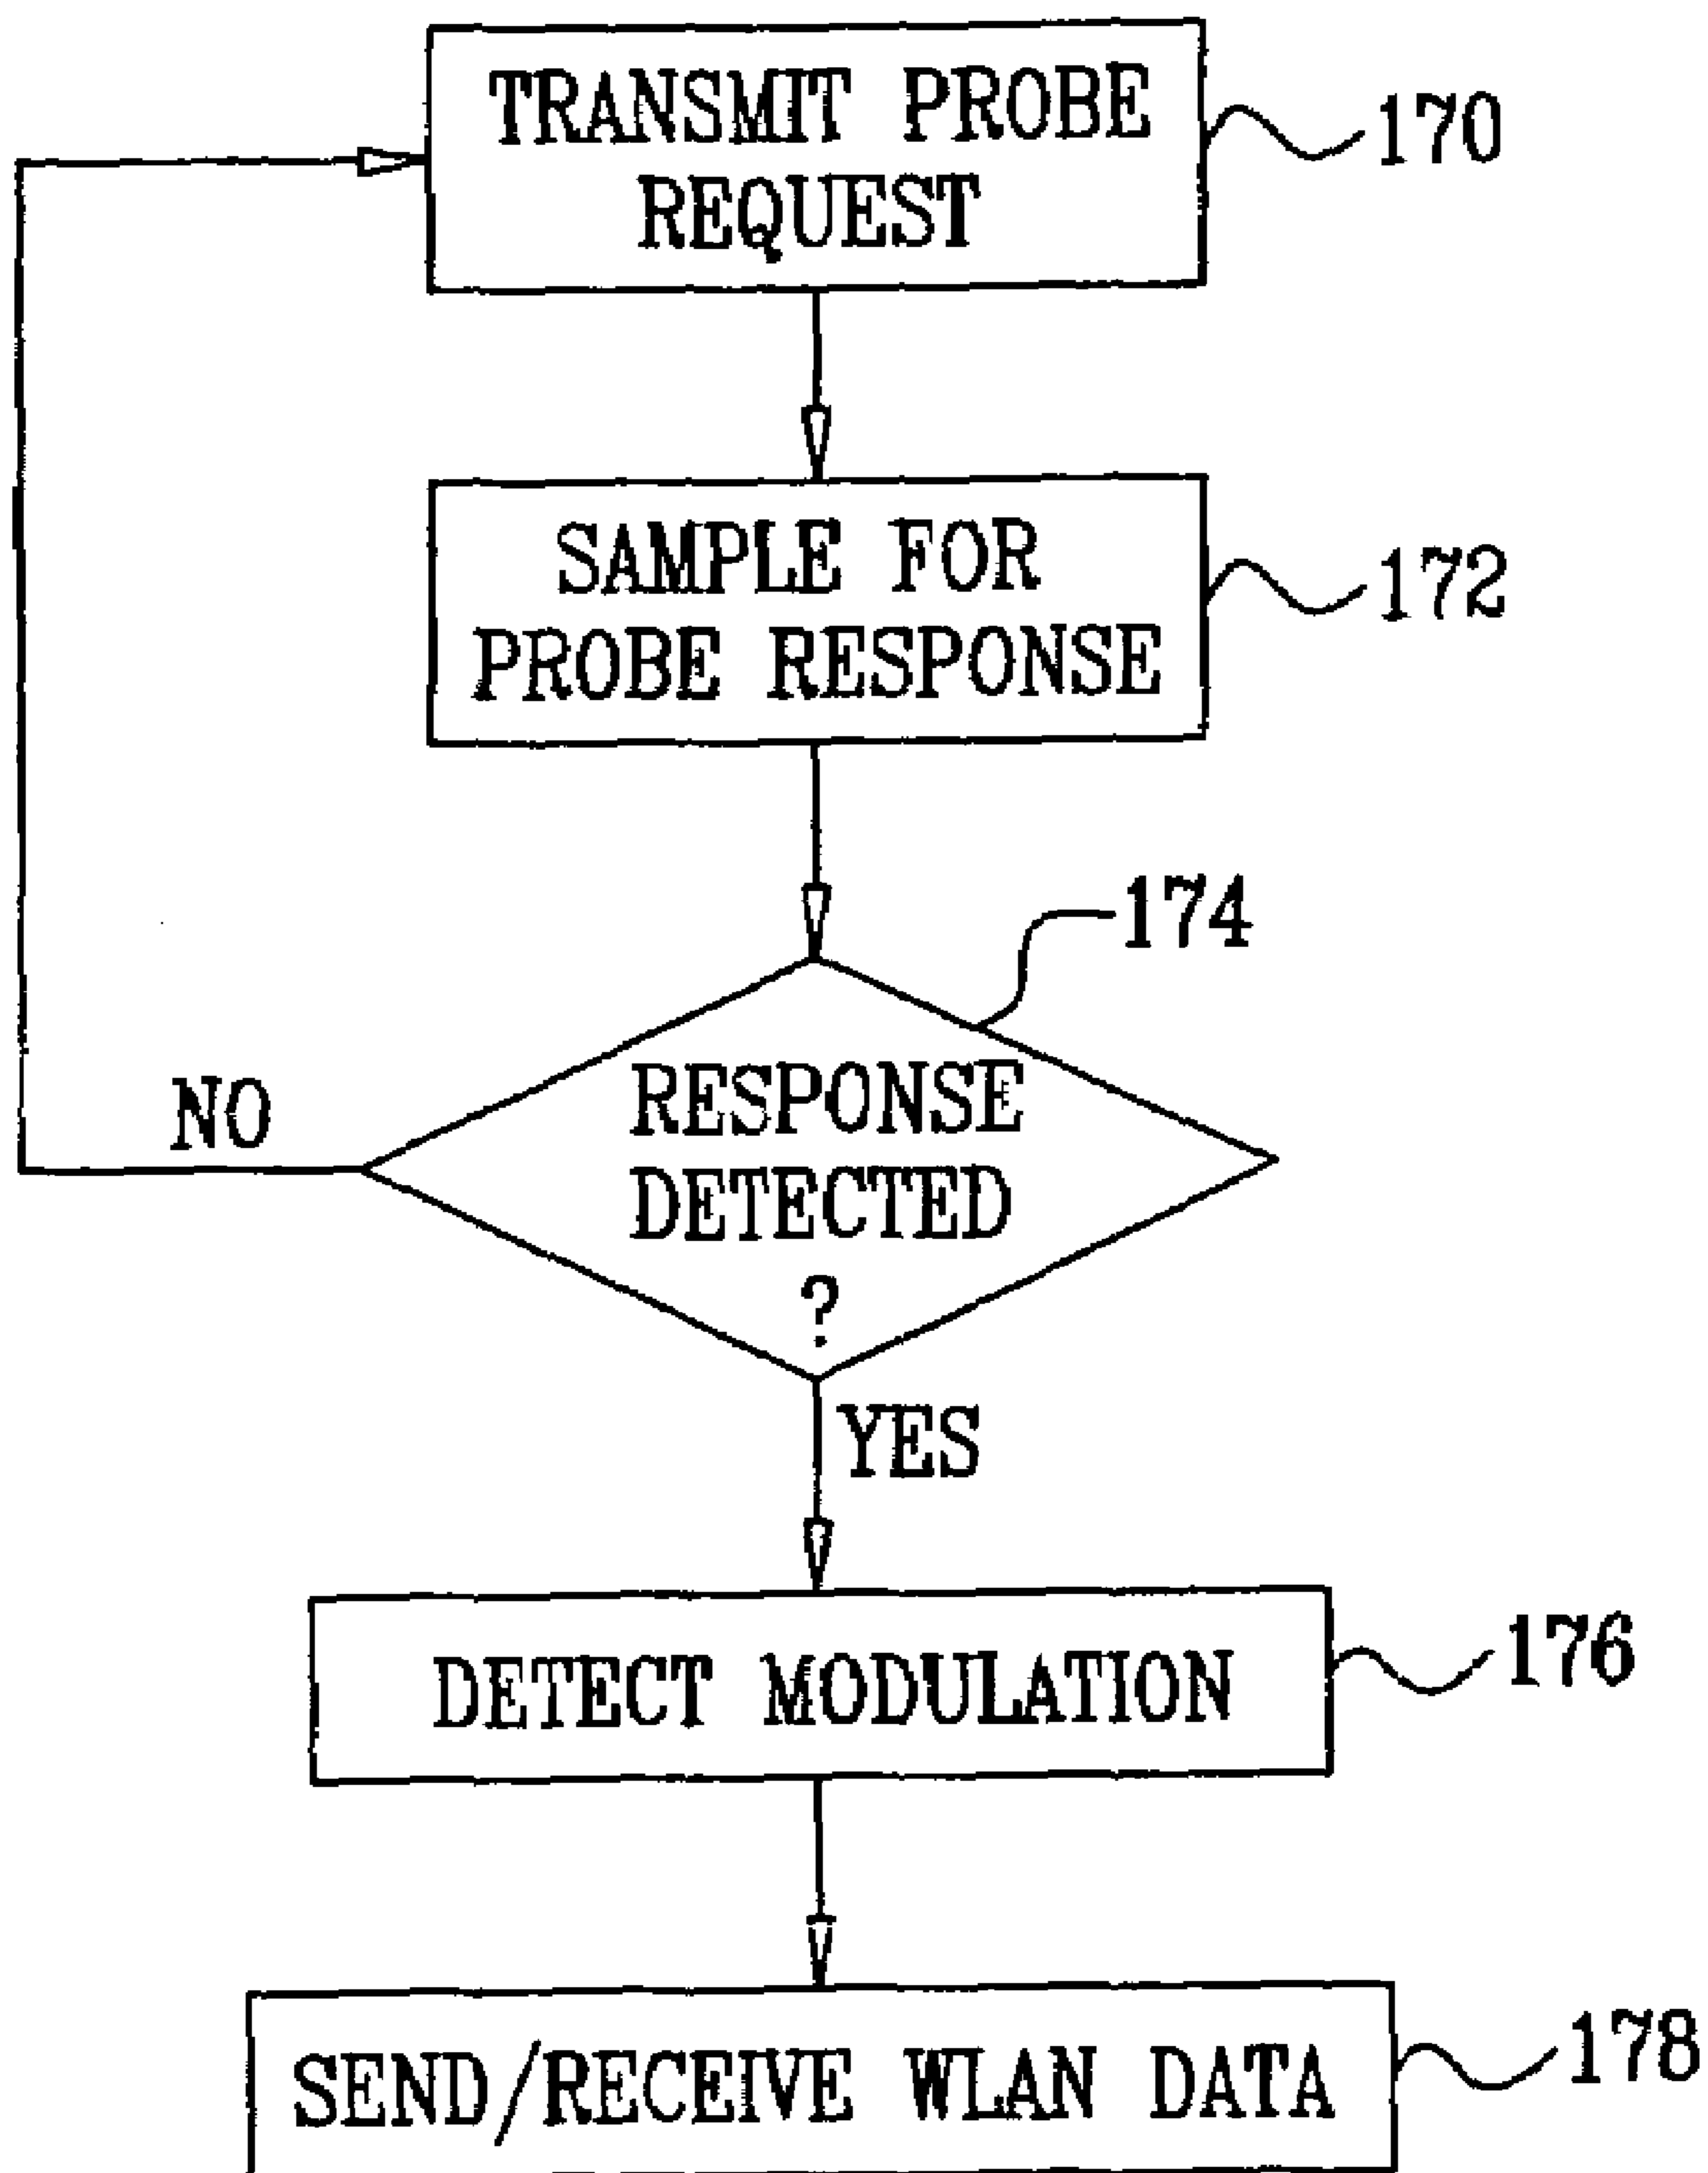 TRANSMIT PROBE
REQUEST
170
SAMPLE FOR
PROBE RESPONSE
172
174
RESPONSE
DETECTED
?
NO
YES
DETECT MODULATION
176
SEND/RECEIVE WLAN DATA
178